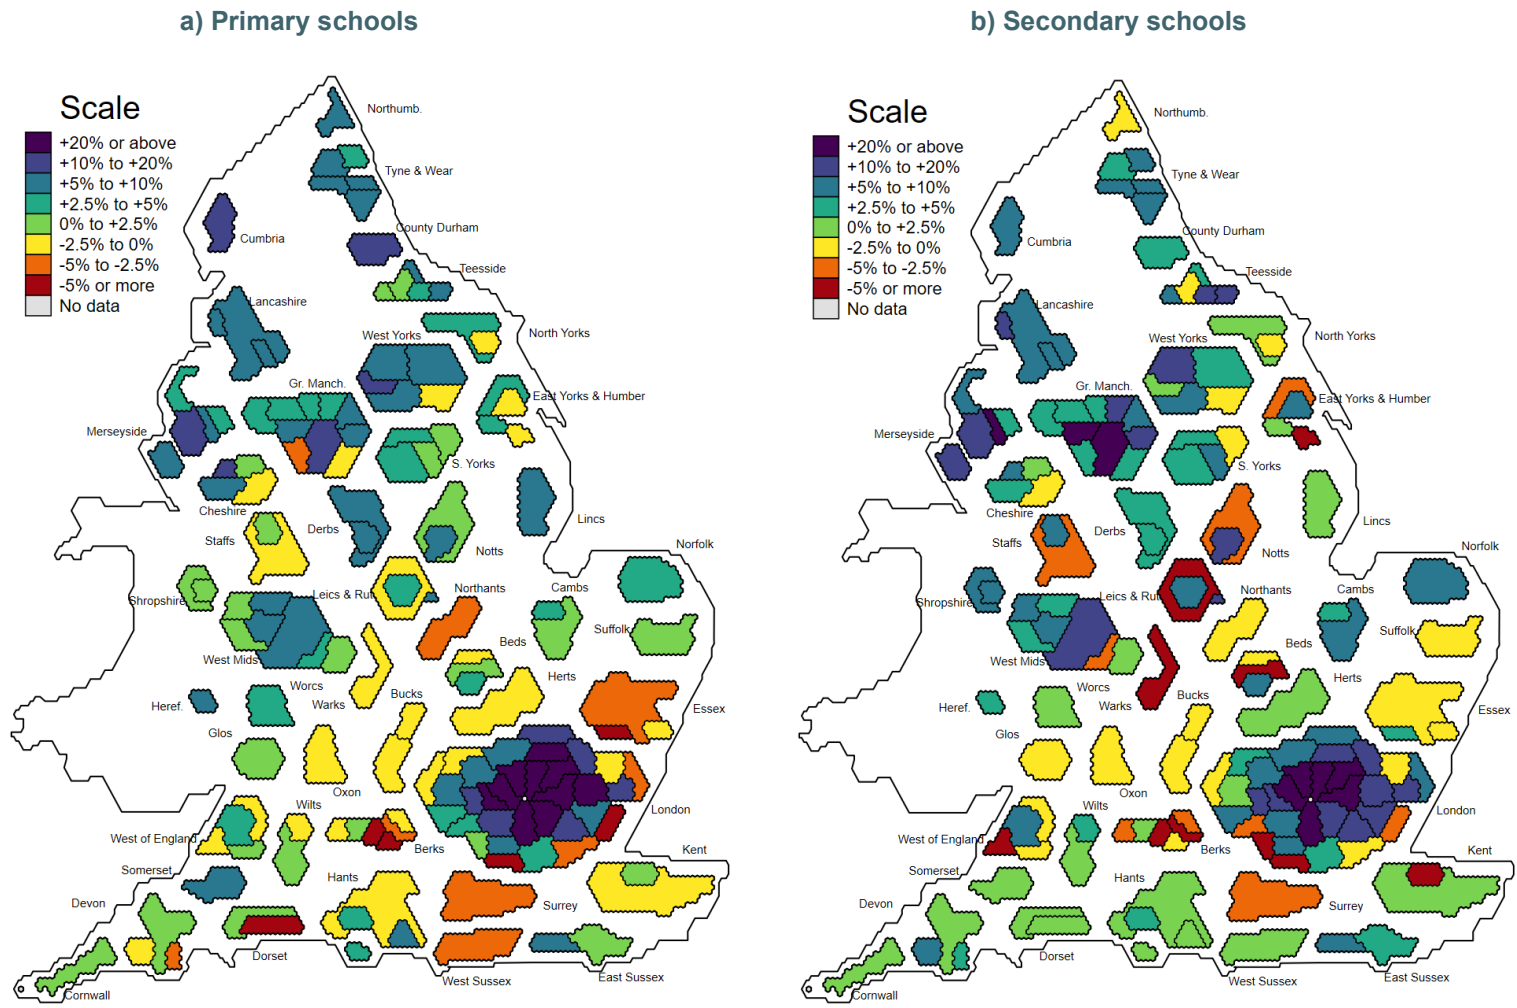 a) Primary schools
Scale
+20% or above
+10% to +20%
+5% to +10%
+2.5% to +5%
0% to +2.5%
-2.5% to 0%
-5% to -2.5%
-5% or more
No data
Northumb.
Tyne & Wear
Cumbria
County Durham
Teesside
Lancashire
North Yorks
West Yorks
Gr. Manch.
East Yorks & Humber
Merseyside
S. Yorks
Cheshire
Lincs
Derbs
Staffs
Notts
Norfolk
Shropshire
Leics & Rut
Northants
Cambs
Suffolk
West Mids
Beds
Herts
Worcs
Heref.
Warks
Bucks
Essex
Glos
Oxon
Wilts
London
West of England
Berks
Kent
Somerset
Hants
Devon
Surrey
Dorset
West Sussex
East Sussex
Cornwall
b) Secondary schools
Scale
+20% or above
+10% to +20%
+5% to +10%
+2.5% to +5%
0% to +2.5%
-2.5% to 0%
-5% to -2.5%
-5% or more
No data
Northumb.
Tyne & Wear
Cumbria
County Durham
Teesside
Lancashire
North Yorks
West Yorks
Gr. Manch.
East Yorks & Humber
Merseyside
S. Yorks
Cheshire
Lincs
Derbs
Staffs
Notts
Norfolk
Shropshire
Leics & Rut
Northants
Cambs
Suffolk
West Mids
Beds
Herts
Worcs
Heref.
Warks
Bucks
Essex
Glos
Oxon
Wilts
London
West of England
Berks
Kent
Somerset
Hants
Devon
Surrey
Dorset
West Sussex
East Sussex
Cornwall